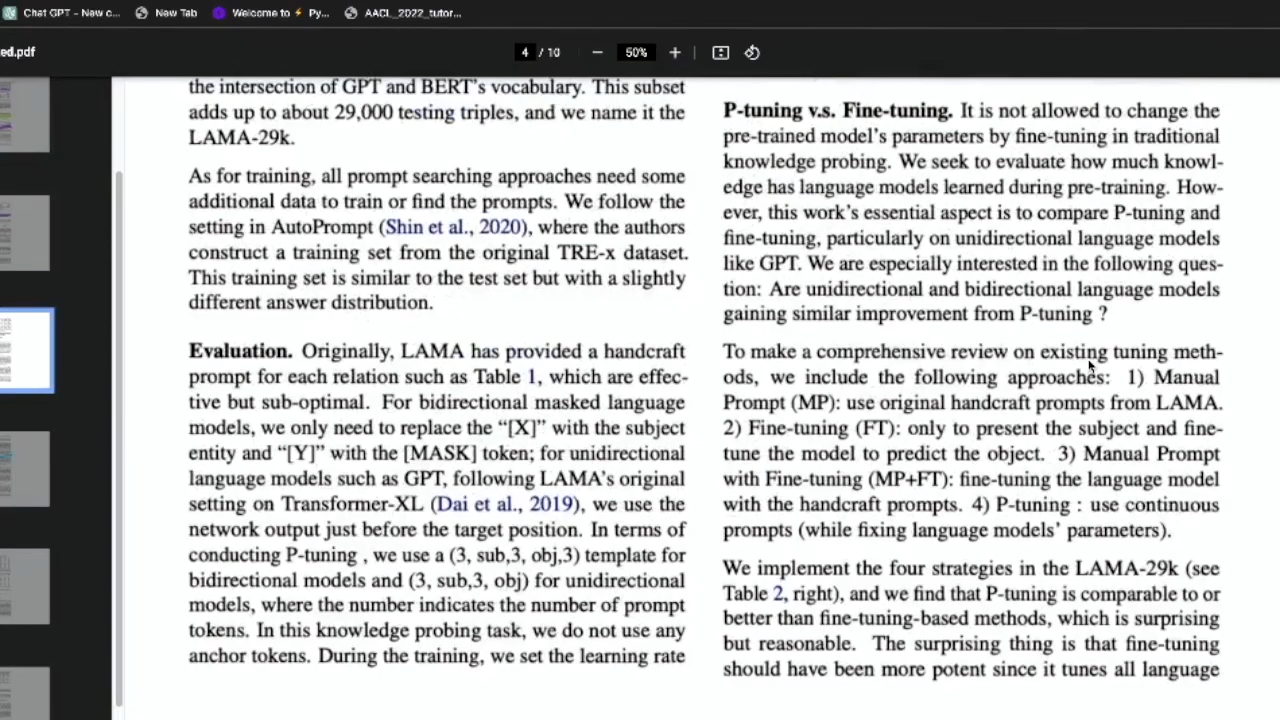 Chat GPT - New c...
New Tab
Welcome to ⚡ Py...
AACL_2022_tutor...
ed.pdf
4 / 10
50%
the intersection of GPT and BERT's vocabulary. This subset
adds up to about 29,000 testing triples, and we name it the
LAMA-29k.
As for training, all prompt searching approaches need some
additional data to train or find the prompts. We follow the
setting in AutoPrompt (Shin et al., 2020), where the authors
construct a training set from the original TRE-x dataset.
This training set is similar to the test set but with a slightly
different answer distribution.
Evaluation. Originally, LAMA has provided a handcraft
prompt for each relation such as Table 1, which are effec-
tive but sub-optimal. For bidirectional masked language
models, we only need to replace the “[X]” with the subject
entity and “[Y]” with the [MASK] token; for unidirectional
language models such as GPT, following LAMA's original
setting on Transformer-XL (Dai et al., 2019), we use the
network output just before the target position. In terms of
conducting P-tuning , we use a (3, sub,3, obj,3) template for
bidirectional models and (3, sub,3, obj) for unidirectional
models, where the number indicates the number of prompt
tokens. In this knowledge probing task, we do not use any
anchor tokens. During the training, we set the learning rate
P-tuning v.s. Fine-tuning. It is not allowed to change the
pre-trained model's parameters by fine-tuning in traditional
knowledge probing. We seek to evaluate how much knowl-
edge has language models learned during pre-training. How-
ever, this work's essential aspect is to compare P-tuning and
fine-tuning, particularly on unidirectional language models
like GPT. We are especially interested in the following ques-
tion: Are unidirectional and bidirectional language models
gaining similar improvement from P-tuning ?
To make a comprehensive review on existing tuning meth-
ods, we include the following approaches: 1) Manual
Prompt (MP): use original handcraft prompts from LAMA.
2) Fine-tuning (FT): only to present the subject and fine-
tune the model to predict the object. 3) Manual Prompt
with Fine-tuning (MP+FT): fine-tuning the language model
with the handcraft prompts. 4) P-tuning : use continuous
prompts (while fixing language models' parameters).
We implement the four strategies in the LAMA-29k (see
Table 2, right), and we find that P-tuning is comparable to or
better than fine-tuning-based methods, which is surprising
but reasonable. The surprising thing is that fine-tuning
should have been more potent since it tunes all language